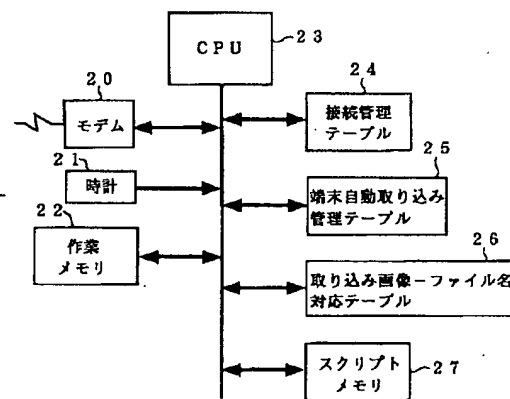 CPU
23
20
モデム
24
接続管理
テーブル
21
時計
25
端末自動取り込み
管理テーブル
22
作業
メモリ
26
取り込み画像－ファイル名
対応テーブル
スクリプト
メモリ
27